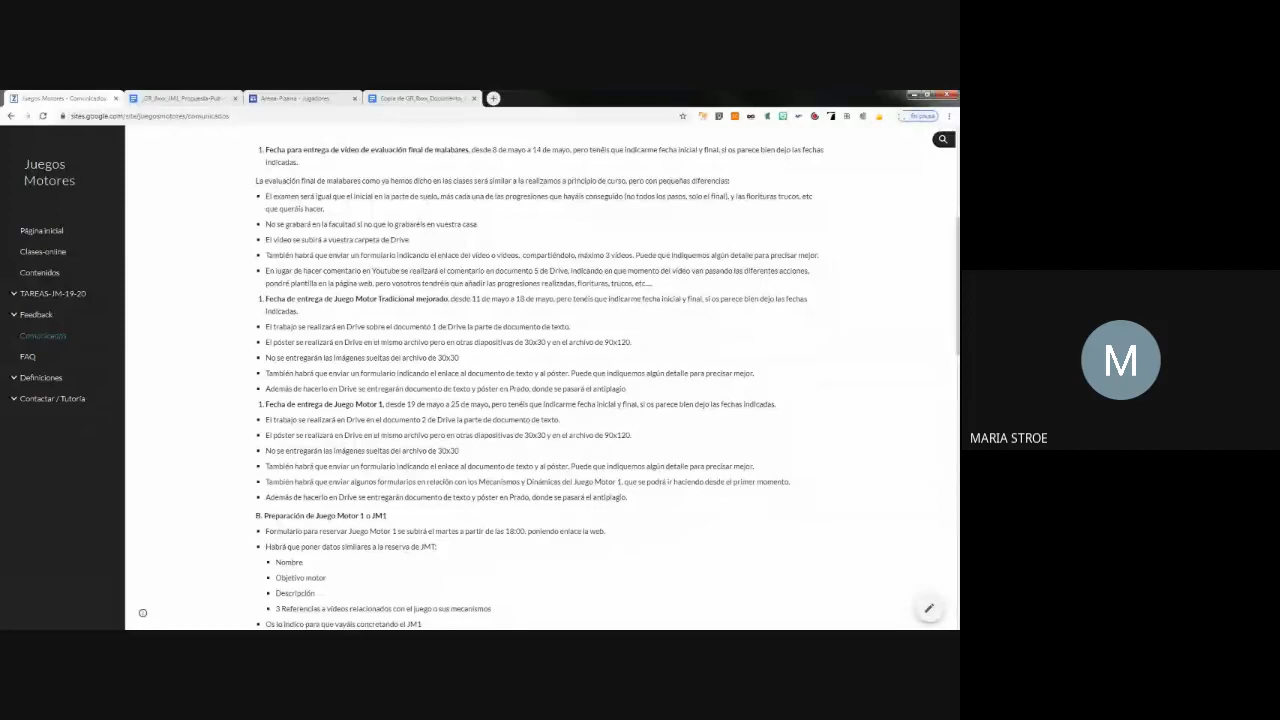 Juegos Motores - Comunicados
_GR_8xx_JM1_Propuesta-Publ
Arenas-Poama - Jugadores
Copia de GR_8xx_Documento_
sites.google.com/site/juegosmotores/comunicados
En pausa
Juegos
Motores
Página inicial
Clases-online
Contenidos
TAREAS-JM-19-20
Feedback
Comunicados
FAQ
Definiciones
Contactar / Tutoría
1. Fecha para entrega de vídeo de evaluación final de malabares, desde 8 de mayo a 14 de mayo, pero tenéis que indicarme fecha inicial y final, si os parece bien dejo las fechas
indicadas.
La evaluación final de malabares como ya hemos dicho en las clases será similar a la realizamos a principio de curso, pero con pequeñas diferencias:
El examen será igual que el inicial en la parte de suelo, más cada una de las progresiones que hayáis conseguido (no todos los pasos, solo el final), y las florituras trucos, etc
que queráis hacer.
No se grabará en la facultad si no que lo grabaréis en vuestra casa
El vídeo se subirá a vuestra carpeta de Drive
También habrá que enviar un formulario indicando el enlace del vídeo o vídeos, compartiéndolo, máximo 3 vídeos. Puede que indiquemos algún detalle para precisar mejor.
En lugar de hacer comentario en Youtube se realizará el comentario en documento 5 de Drive, indicando en que momento del vídeo van pasando las diferentes acciones,
pondré plantilla en la página web, pero vosotros tendréis que añadir las progresiones realizadas, florituras, trucos, etc....
1. Fecha de entrega de Juego Motor Tradicional mejorado, desde 11 de mayo a 18 de mayo, pero tenéis que indicarme fecha inicial y final, si os parece bien dejo las fechas
indicadas.
El trabajo se realizará en Drive sobre el documento 1 de Drive la parte de documento de texto.
El póster se realizará en Drive en el mismo archivo pero en otras diapositivas de 30x30 y en el archivo de 90x120.
No se entregarán las imágenes sueltas del archivo de 30x30
También habrá que enviar un formulario indicando el enlace al documento de texto y al póster. Puede que indiquemos algún detalle para precisar mejor.
Además de hacerlo en Drive se entregarán documento de texto y póster en Prado, donde se pasará el antiplagio
1. Fecha de entrega de Juego Motor 1, desde 19 de mayo a 25 de mayo, pero tenéis que indicarme fecha inicial y final, si os parece bien dejo las fechas indicadas.
El trabajo se realizará en Drive en el documento 2 de Drive la parte de documento de texto.
El póster se realizará en Drive en el mismo archivo pero en otras diapositivas de 30x30 y en el archivo de 90x120.
No se entregarán las imágenes sueltas del archivo de 30x30
También habrá que enviar un formulario indicando el enlace al documento de texto y al póster. Puede que indiquemos algún detalle para precisar mejor.
También habrá que enviar algunos formularios en relación con los Mecanismos y Dinámicas del Juego Motor 1, que se podrá ir haciendo desde el primer momento.
Además de hacerlo en Drive se entregarán documento de texto y póster en Prado, donde se pasará el antiplagio.
B. Preparación de Juego Motor 1 o JM1
Formulario para reservar Juego Motor 1 se subirá el martes a partir de las 18:00, poniendo enlace la web.
Habrá que poner datos similares a la reserva de JMT:
Nombre
Objetivo motor
Descripción
3 Referencias a vídeos relacionados con el juego o sus mecanismos
Os lo indico para que vayáis concretando el JM1
M
MARIA STROE